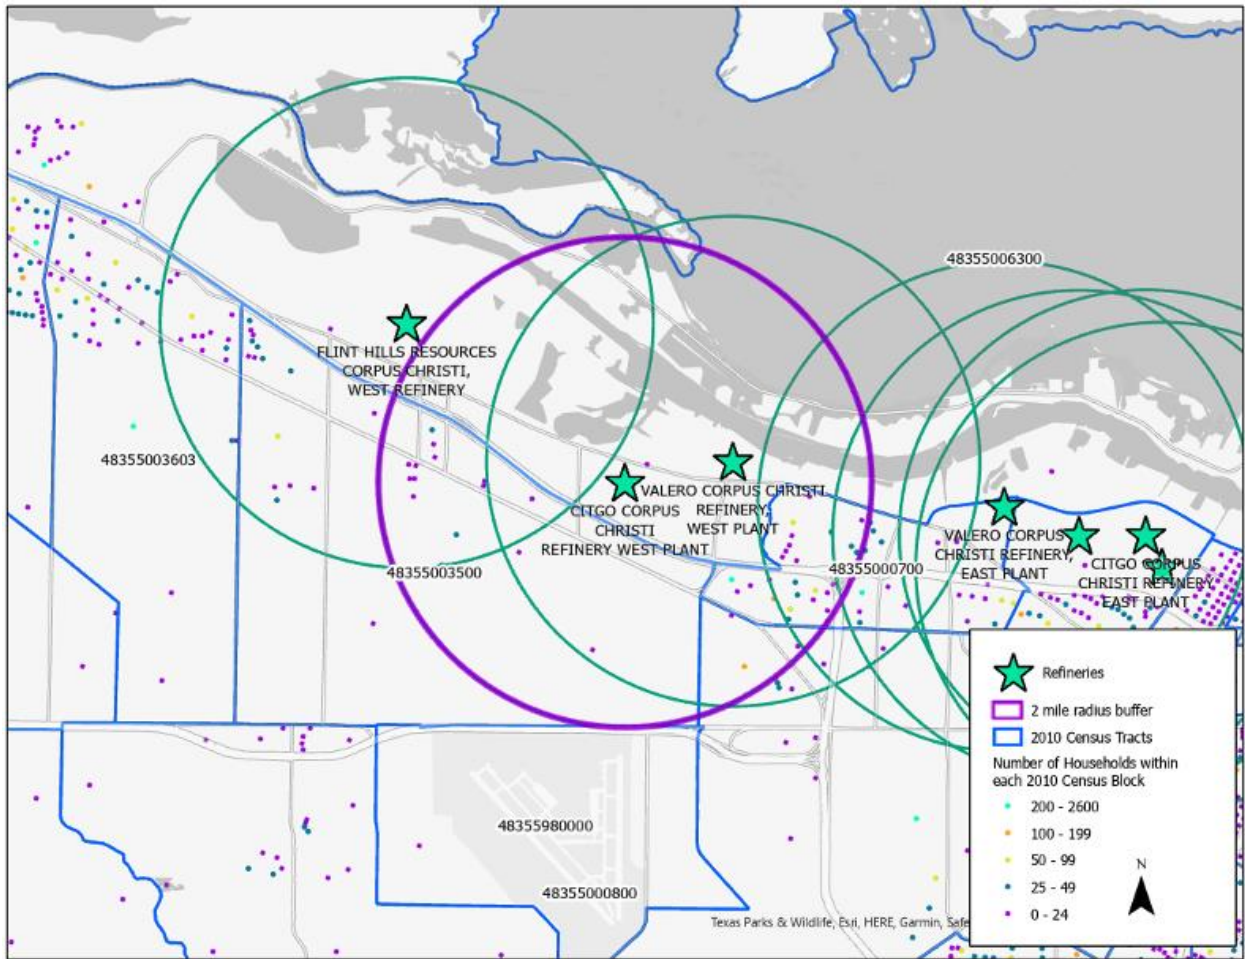 48355006300
FLINT HILLS RESOURCES
CORPUS CHRISTI,
WEST REFINERY
48355003603
VALERO CORPUS CHRISTI
REFINERY,
WEST PLANT
CITGO CORPUS
CHRISTI
REFINERY WEST PLANT
48355003500
48355000700
VALERO CORPUS
CHRISTI REFINERY,
EAST PLANT
CITGO CORPUS
CHRISTI REFINERY
EAST PLANT
48355980000
48355000800
Texas Parks & Wildlife, Esri, HERE, Garmin, Safe
Refineries
2 mile radius buffer
2010 Census Tracts
Number of Households within
each 2010 Census Block
200 - 2600
100 - 199
50 - 99
25 - 49
0 - 24
N